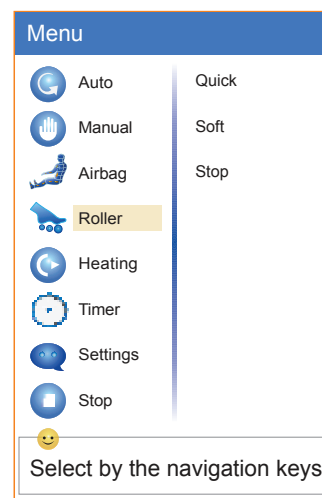 Menu
Auto
Manual
Airbag
Roller
Heating
Timer
Settings
Stop
Quick
Soft
Stop
Select by the navigation keys